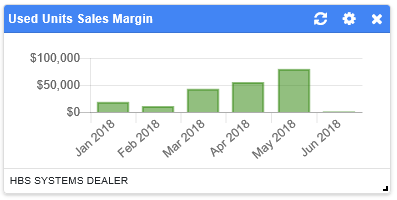 Used Units Sales Margin
$100,000
$50,000
$0
Jan 2018
Feb 2018
Mar 2018
Apr 2018
May 2018
Jun 2018
HBS SYSTEMS DEALER